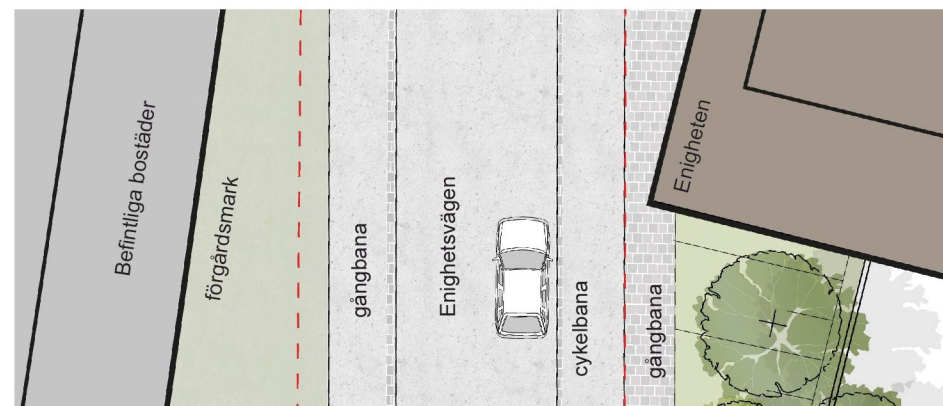 Befintliga bostäder
förgårdsmark
gångbana
Enighetsvägen
cykelbana
gångbana
Enigheten